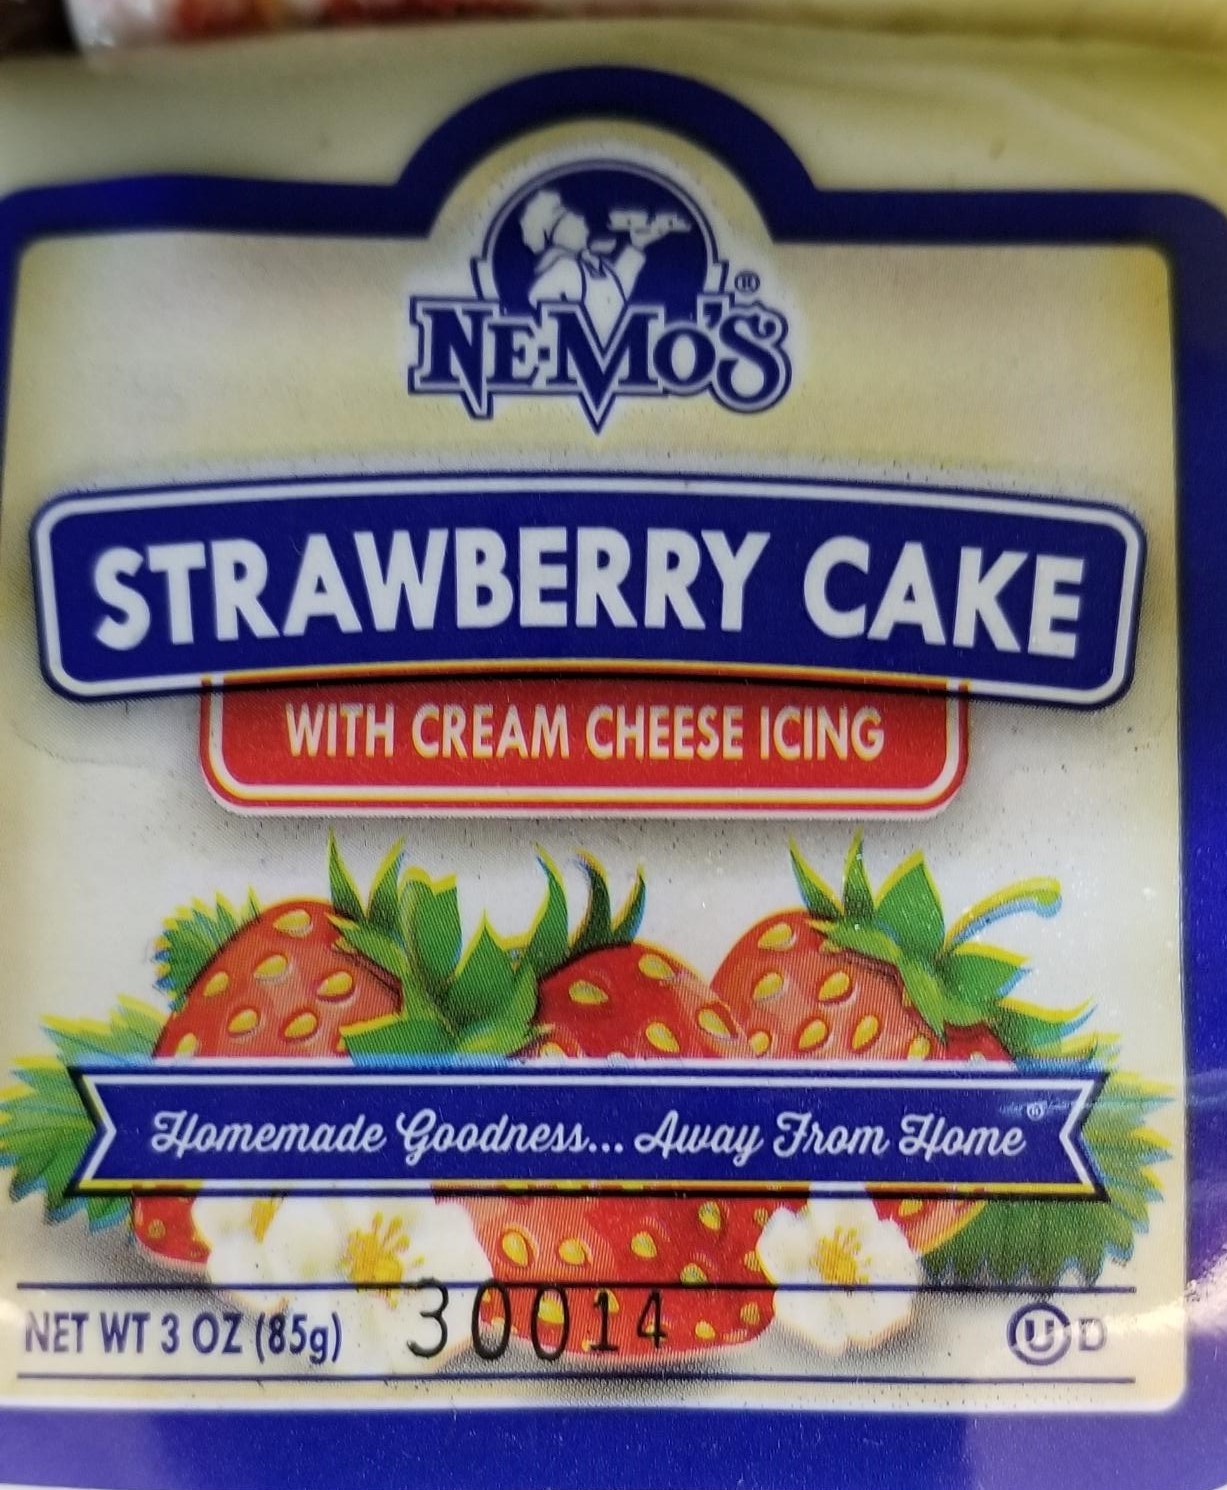 NE-MO'S®
STRAWBERRY CAKE
WITH CREAM CHEESE ICING
Homemade Goodness... Away From Home®
NET WT 3 OZ (85g) 30014 U D